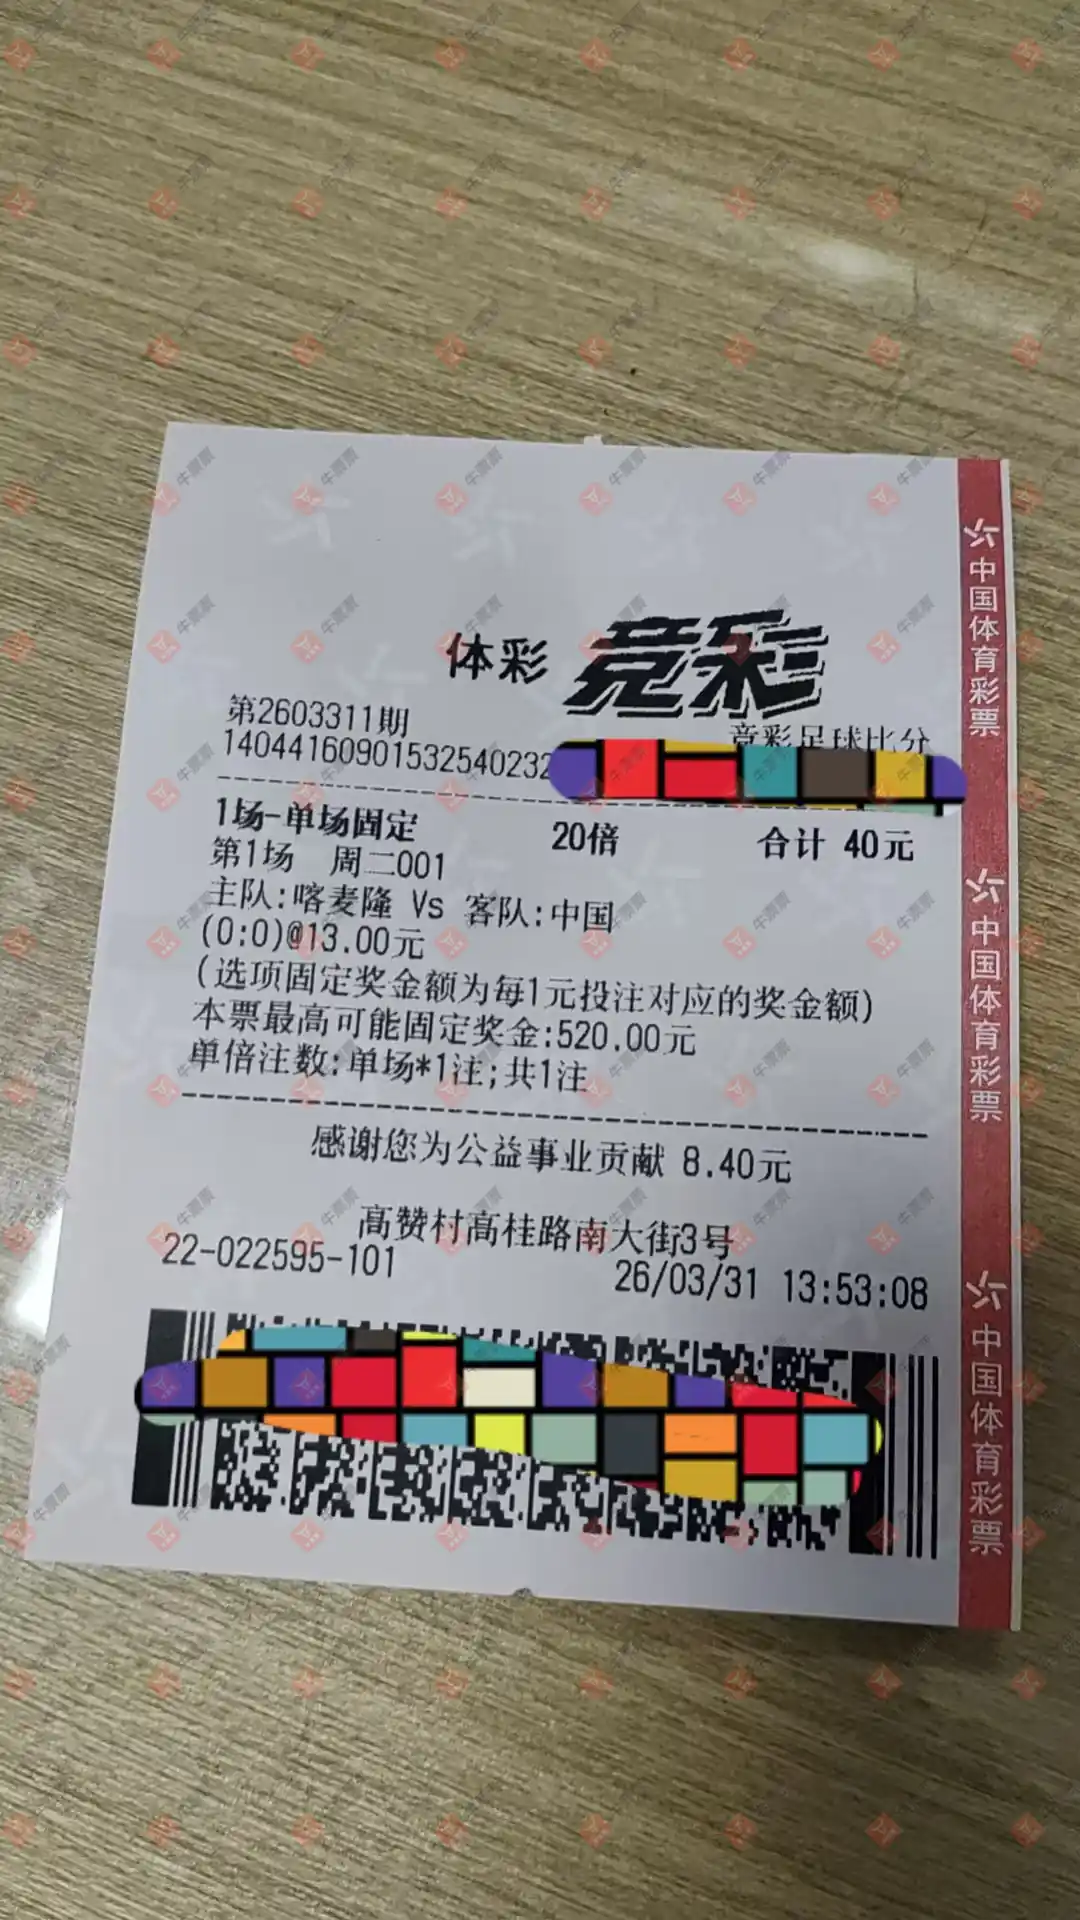 体彩 竞彩
第2603311期
竞彩足球比分
14044160901532540232
1场-单场固定 20倍 合计 40元
第1场 周二001
主队:喀麦隆 Vs 客队:中国
(0:0)@13.00元
(选项固定奖金额为每1元投注对应的奖金额)
本票最高可能固定奖金:520.00元
单倍注数:单场*1注;共1注
感谢您为公益事业贡献 8.40元
高赞村高桂路南大街3号
22-022595-101 26/03/31 13:53:08
中国体育彩票
中国体育彩票
中国体育彩票
牛票票